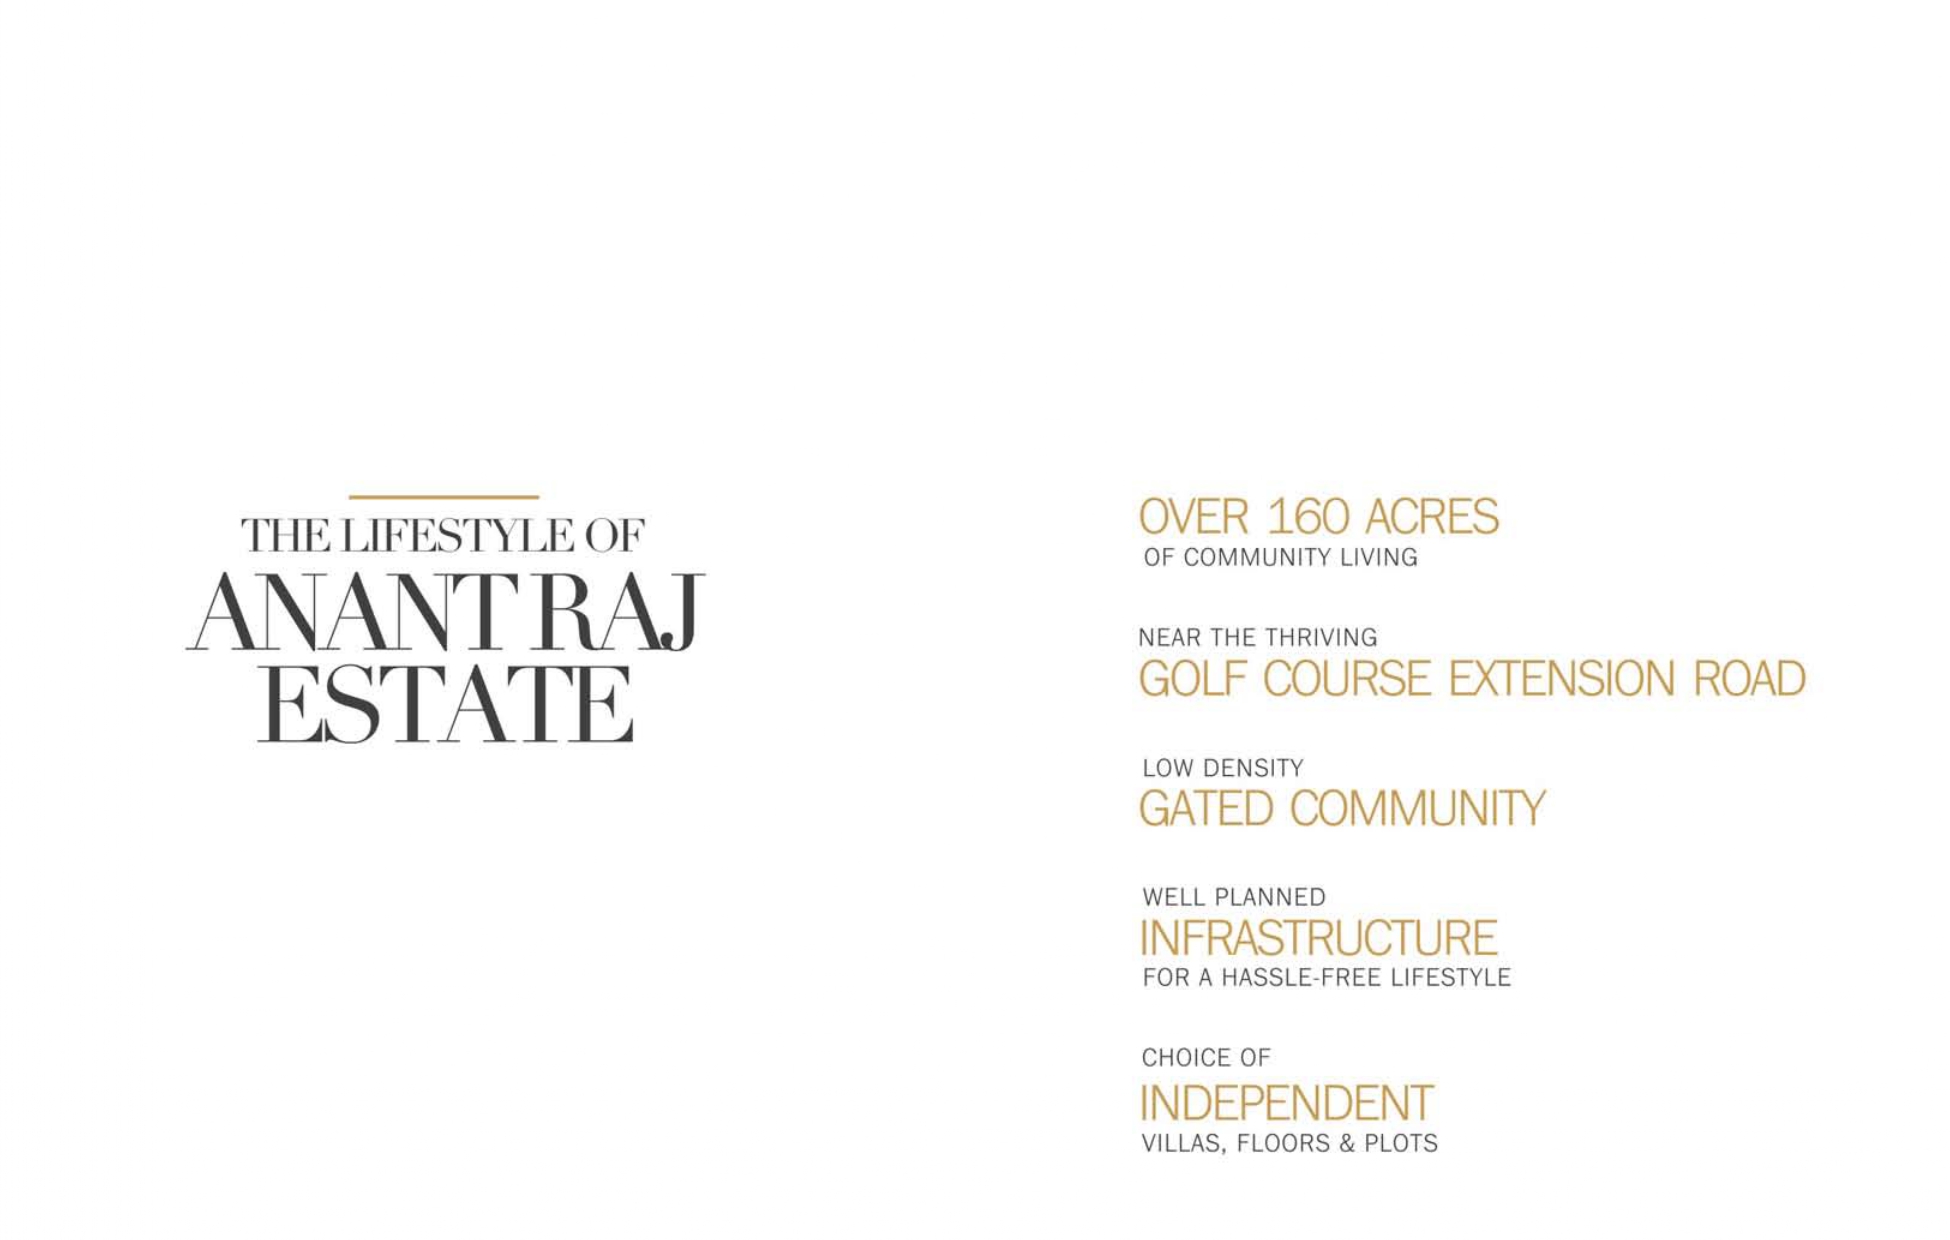 THE LIFESTYLE OF
ANANT RAJ
ESTATE
OVER 160 ACRES
OF COMMUNITY LIVING
NEAR THE THRIVING
GOLF COURSE EXTENSION ROAD
LOW DENSITY
GATED COMMUNITY
WELL PLANNED
INFRASTRUCTURE
FOR A HASSLE-FREE LIFESTYLE
CHOICE OF
INDEPENDENT
VILLAS, FLOORS & PLOTS